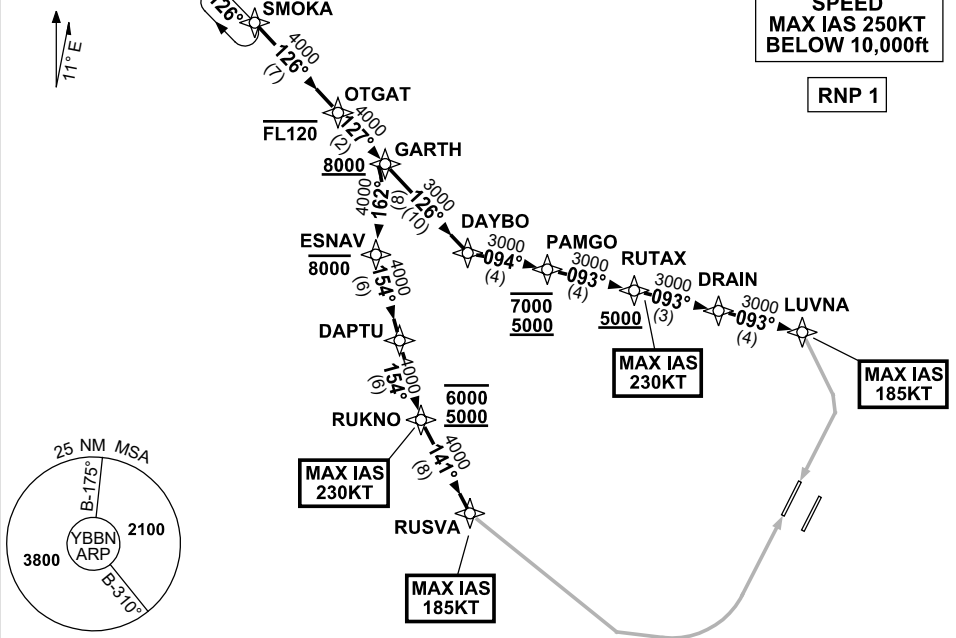 SPEED
MAX IAS 250KT
BELOW 10,000ft
RNP 1
11° E
126°
SMOKA
4000
126°
(7)
OTGAT
FL120
4000
127°
(2)
GARTH
8000
4000
162°
(8)
3000
126°
(10)
ESNAV
8000
4000
154°
(6)
DAYBO
3000
094°
(4)
PAMGO
7000
5000
3000
093°
(4)
RUTAX
5000
MAX IAS
230KT
3000
093°
(3)
DRAIN
3000
093°
(4)
LUVNA
MAX IAS
185KT
DAPTU
4000
154°
(6)
RUKNO
6000
5000
MAX IAS
230KT
4000
141°
(8)
RUSVA
MAX IAS
185KT
25 NM MSA
B-175°
2100
YBBN
ARP
3800
B-310°